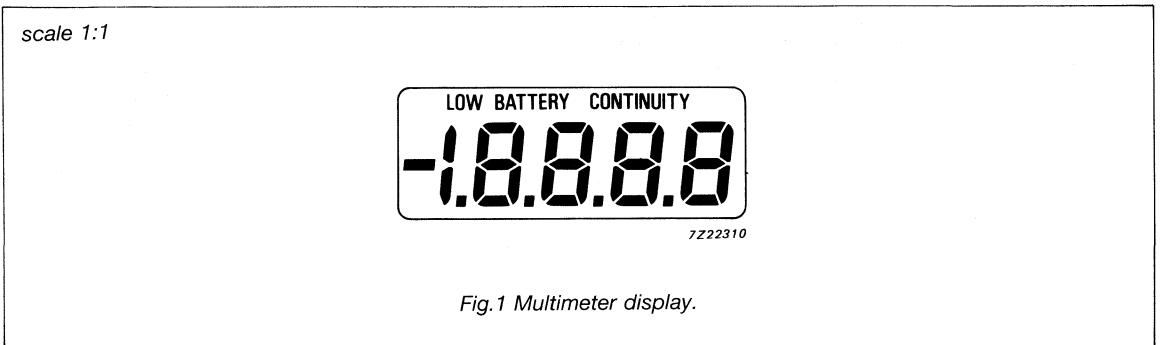 scale 1:1
LOW BATTERY CONTINUITY
-1.8.8.8.8
7Z22310
Fig.1 Multimeter display.